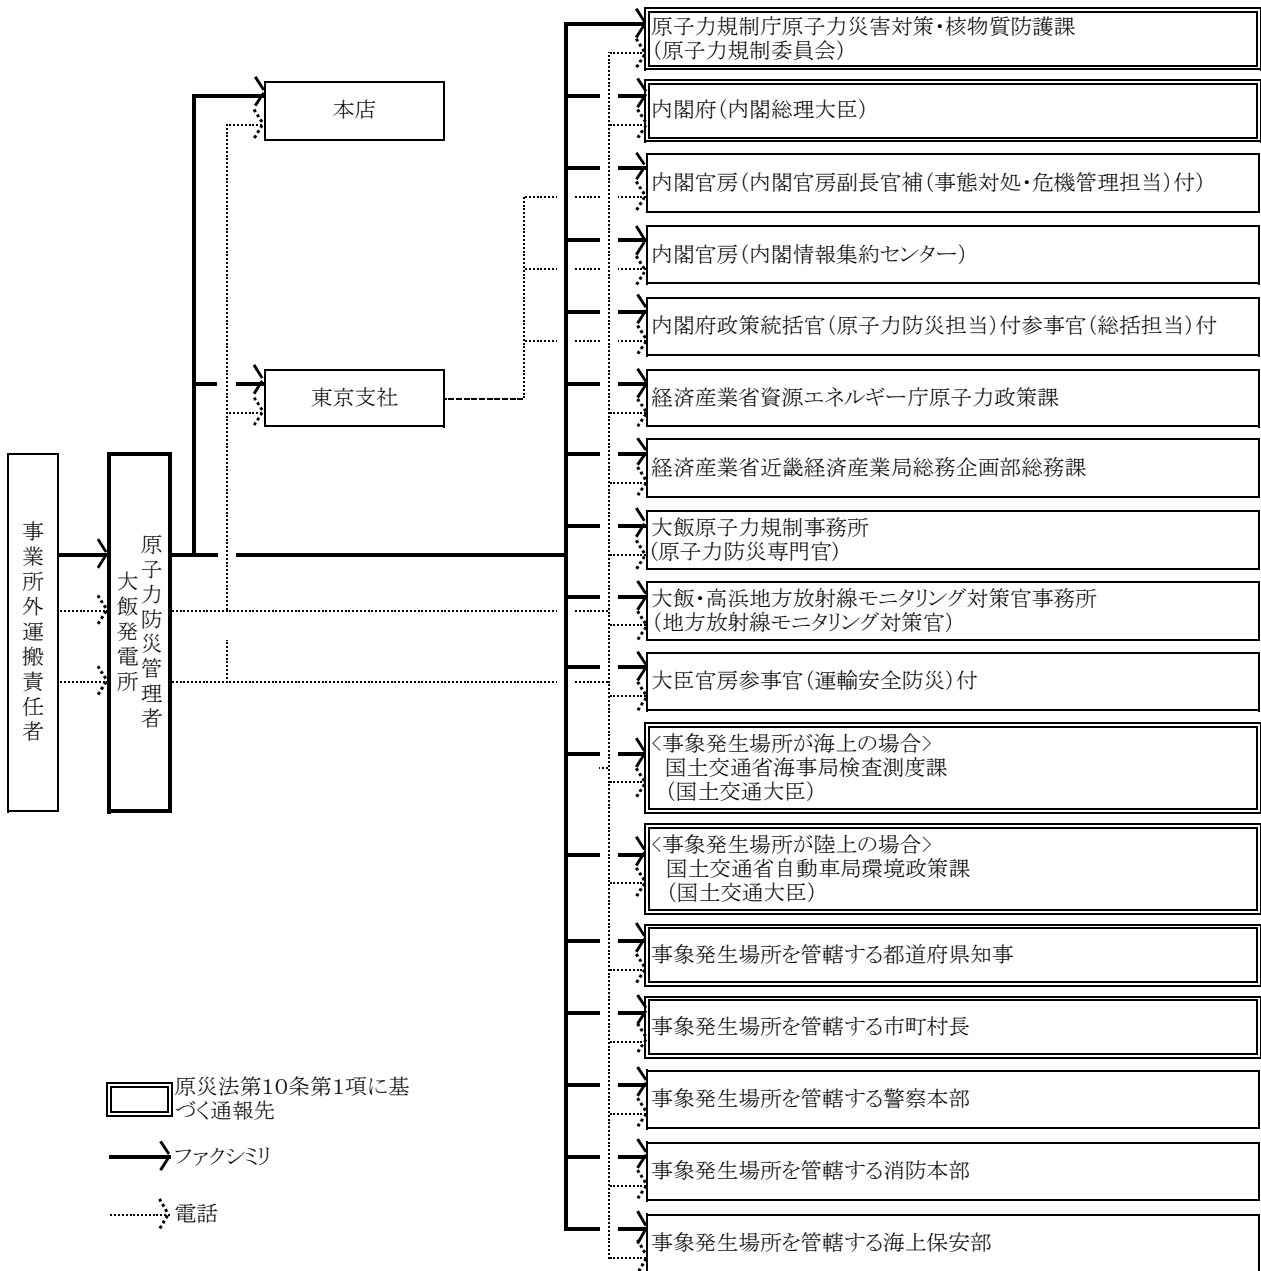 原子力規制庁原子力災害対策・核物質防護課
（原子力規制委員会）
本店
内閣府（内閣総理大臣）
内閣官房（内閣官房副長官補（事態対処・危機管理担当）付）
内閣官房（内閣情報集約センター）
内閣府政策統括官（原子力防災担当）付参事官（総括担当）付
東京支社
経済産業省資源エネルギー庁原子力政策課
経済産業省近畿経済産業局総務企画部総務課
事業所外運搬責任者
原子力防災管理者
大飯発電所
大飯原子力規制事務所
（原子力防災専門官）
大飯・高浜地方放射線モニタリング対策官事務所
（地方放射線モニタリング対策官）
大臣官房参事官（運輸安全防災）付
＜事象発生場所が海上の場合＞
国土交通省海事局検査測度課
（国土交通大臣）
＜事象発生場所が陸上の場合＞
国土交通省自動車局環境政策課
（国土交通大臣）
事象発生場所を管轄する都道府県知事
事象発生場所を管轄する市町村長
事象発生場所を管轄する警察本部
事象発生場所を管轄する消防本部
事象発生場所を管轄する海上保安部
原災法第１０条第１項に基
づく通報先
ファクシミリ
電話